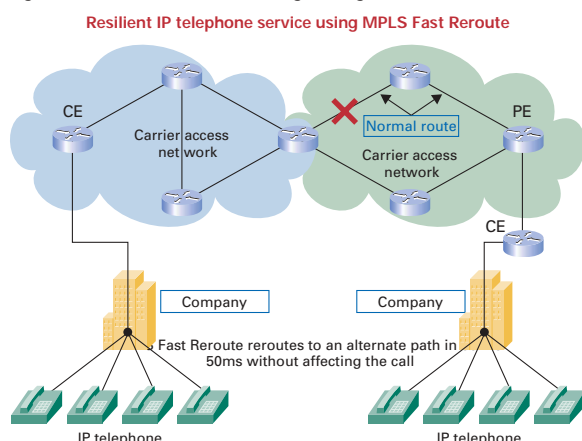 Resilient IP telephone service using MPLS Fast Reroute
CE
PE
Normal route
Carrier access
network
Carrier access
network
CE
Company
Company
Fast Reroute reroutes to an alternate path in
50ms without affecting the call
IP telephone
IP telephone